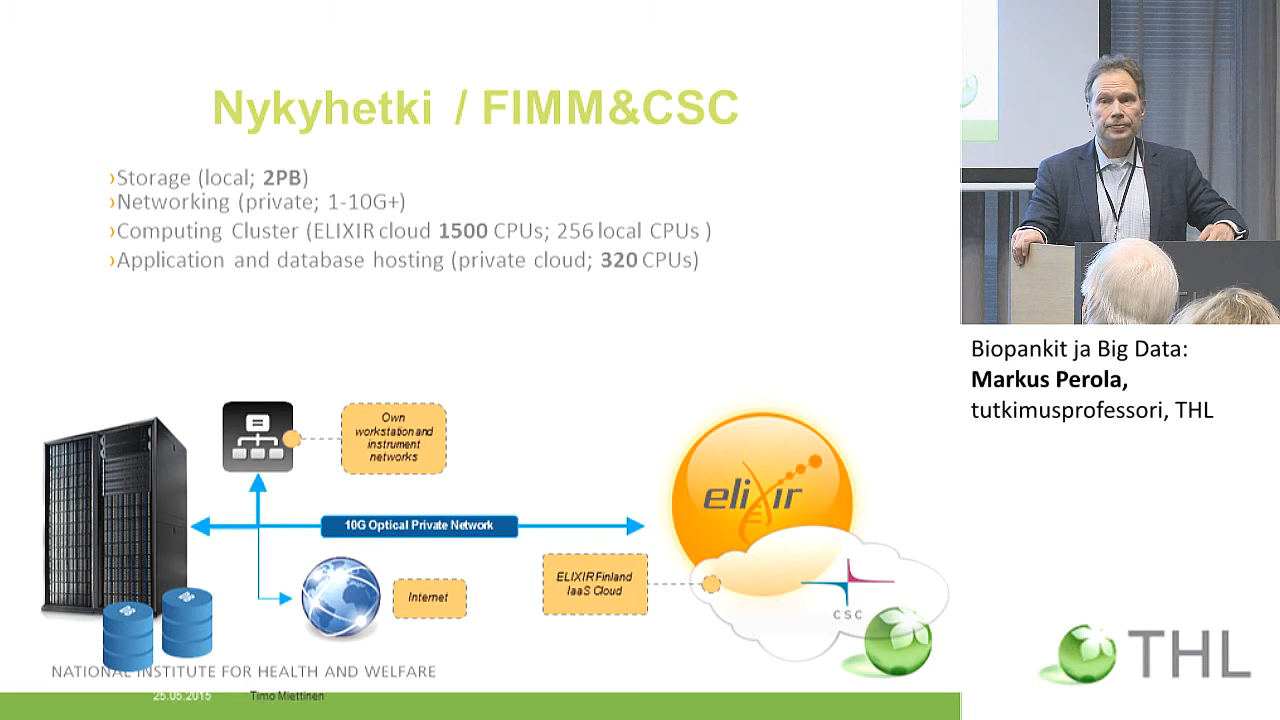 Nykyhetki / FIMM&CSC
›Storage (local; 2PB)
›Networking (private; 1-10G+)
›Computing Cluster (ELIXIR cloud 1500 CPUs; 256 local CPUs )
›Application and database hosting (private cloud; 320 CPUs)
Own
workstation and
instrument
networks
10G Optical Private Network
elixir
ELIXIR Finland
IaaS Cloud
Internet
CSC
NATIONAL INSTITUTE FOR HEALTH AND WELFARE
25.05.2015 Timo Miettinen
Biopankit ja Big Data:
Markus Perola,
tutkimusprofessori, THL
THL